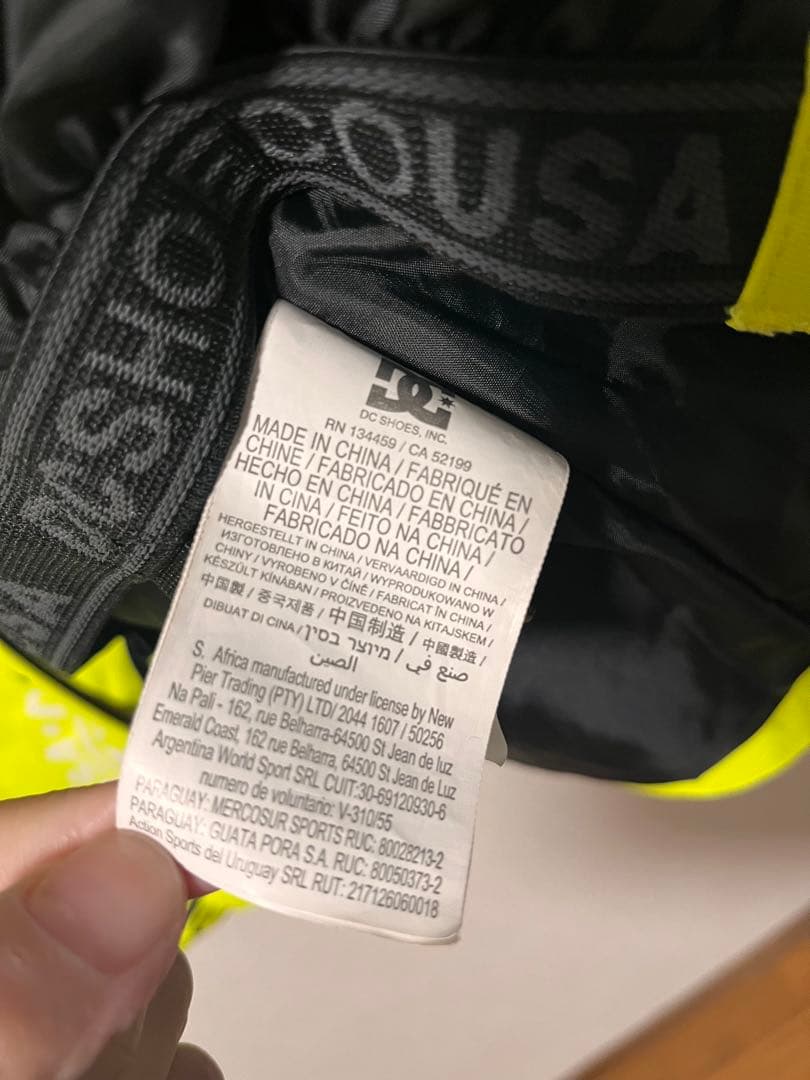 DCSHOECOUSA
DC
DC SHOES, INC.
RN 134459 / CA 52199
MADE IN CHINA / FABRIQUÉ EN
CHINE / FABRICADO EN CHINA /
HECHO EN CHINA / FABBRICATO
IN CINA / FEITO NA CHINA /
FABRICADO NA CHINA /
HERGESTELLT IN CHINA / VERVAARDIGD IN CHINA /
ИЗГОТОВЛЕНО В КИТАЙ / WYPRODUKOWANO W
CHINY / VYROBENO V ČÍNĚ / FABRICAT ÎN CHINA /
KÉSZÜLT KÍNÁBAN / PROIZVEDENO NA KITAJSKEM /
中国製 / 중국제품 / 中国制造 / 中國製造 /
DIBUAT DI CINA / מיוצר בסין / صنع في
الصين
S. Africa manufactured under license by New
Pier Trading (PTY) LTD/ 2044 1607 / 50256
Na Pali - 162, rue Belharra-64500 St Jean de luz
Emerald Coast, 162 rue Belharra, 64500 St Jean de Luz
Argentina World Sport SRL CUIT:30-69120930-6
numero de voluntario: V-310/55
PARAGUAY: MERCOSUR SPORTS RUC: 80028213-2
PARAGUAY: GUATA PORA S.A. RUC: 80050373-2
Action Sports del Uruguay SRL RUT: 217126060018